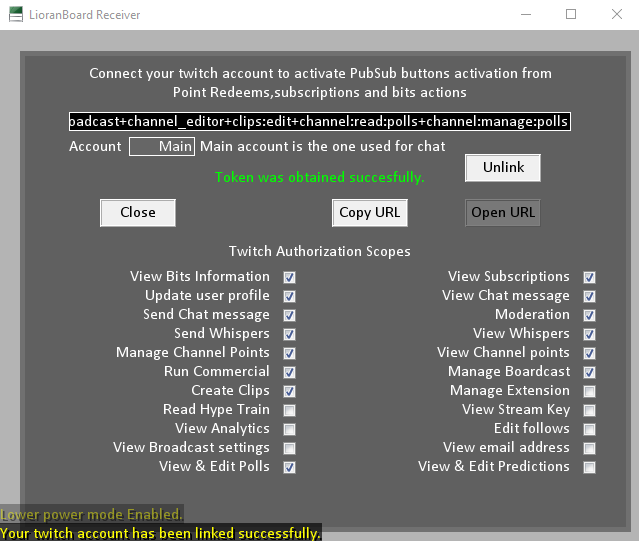 LioranBoard Receiver
Connect your twitch account to activate PubSub buttons activation from
Point Redeems,subscriptions and bits actions
oadcast+channel_editor+clips:edit+channel:read:polls+channel:manage:polls
Account Main Main account is the one used for chat
Unlink
Token was obtained succesfully.
Close Copy URL Open URL
Twitch Authorization Scopes
View Bits Information View Subscriptions
Update user profile View Chat message
Send Chat message Moderation
Send Whispers View Whispers
Manage Channel Points View Channel points
Run Commercial Manage Boardcast
Create Clips Manage Extension
Read Hype Train View Stream Key
View Analytics Edit follows
View Broadcast settings View email address
View & Edit Polls View & Edit Predictions
Lower power mode Enabled.
Your twitch account has been linked successfully.